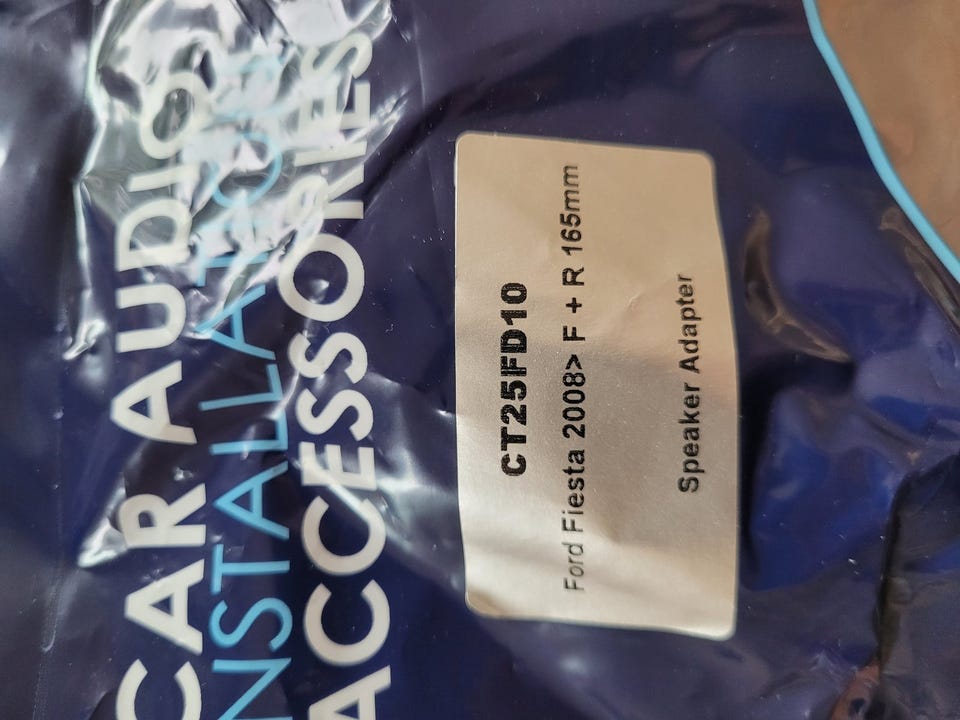 CAR AUDIO
INSTALLATION
ACCESSORIES
CT25FD10
Ford Fiesta 2008> F + R 165mm
Speaker Adapter